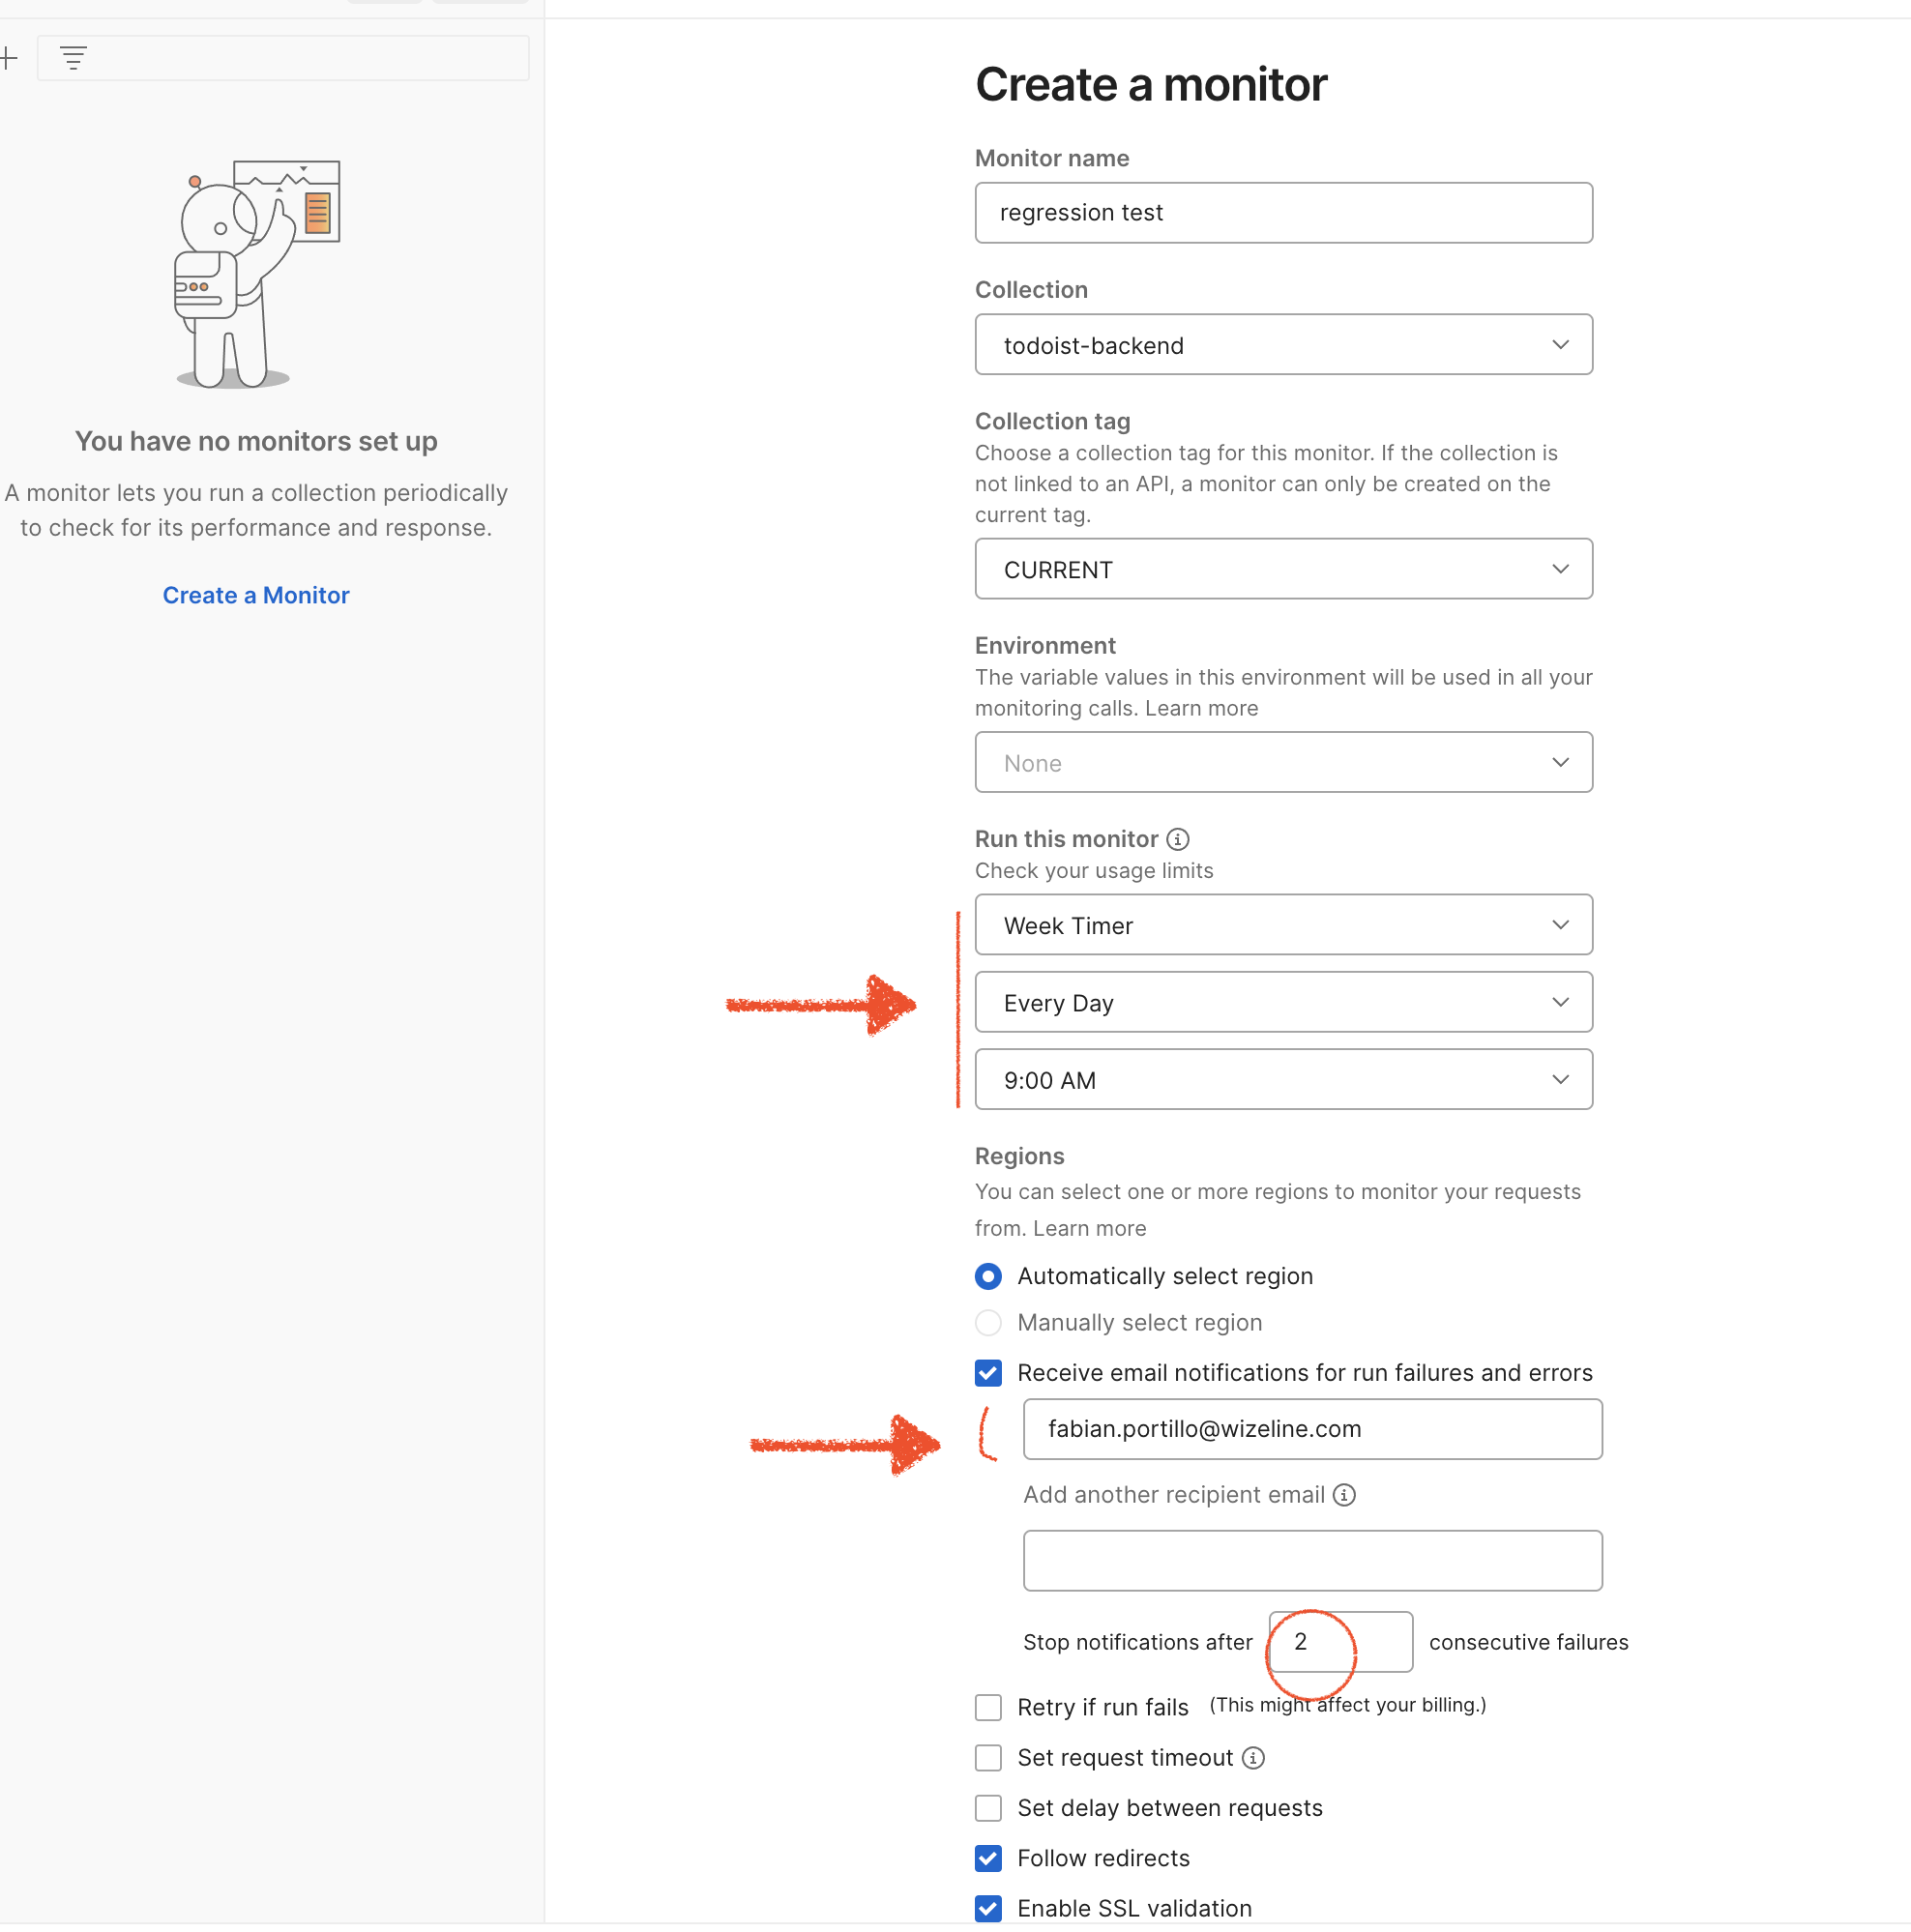 You have no monitors set up
A monitor lets you run a collection periodically
to check for its performance and response.
Create a Monitor
Create a monitor
Monitor name
regression test
Collection
todoist-backend
Collection tag
Choose a collection tag for this monitor. If the collection is
not linked to an API, a monitor can only be created on the
current tag.
CURRENT
Environment
The variable values in this environment will be used in all your
monitoring calls. Learn more
None
Run this monitor
Check your usage limits
Week Timer
Every Day
9:00 AM
Regions
You can select one or more regions to monitor your requests
from. Learn more
Automatically select region
Manually select region
Receive email notifications for run failures and errors
fabian.portillo@wizeline.com
Add another recipient email
Stop notifications after 2 consecutive failures
Retry if run fails (This might affect your billing.)
Set request timeout
Set delay between requests
Follow redirects
Enable SSL validation